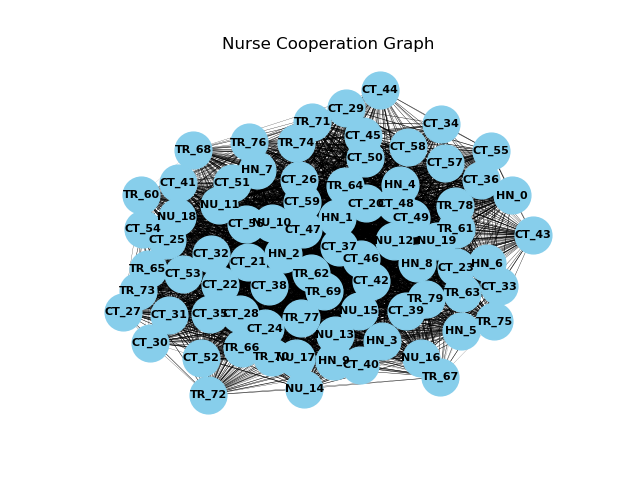 Nurse Cooperation Graph
CT_44
CT_29
TR_71
CT_34
CT_45
TR_68
TR_76
TR_74
CT_58
CT_55
CT_50
CT_57
HN_7
CT_41
CT_51
CT_26
TR_64
HN_4
CT_36
TR_60
HN_0
NU_11
CT_59
CT_48
TR_78
NU_18
NU_10
HN_1
CT_49
CT_54
CT_47
TR_61
CT_43
CT_25
NU_12
NU_19
CT_32
HN_2
CT_37
CT_46
TR_65
CT_53
CT_21
TR_62
HN_8
CT_23
HN_6
TR_73
CT_22
CT_38
TR_69
CT_42
TR_63
CT_33
CT_27
CT_31
CT_35
CT_28
TR_77
NU_15
CT_39
TR_79
TR_75
CT_24
NU_13
HN_5
CT_30
TR_66
HN_3
CT_52
NU_17
CT_40
NU_16
TR_72
NU_14
TR_67